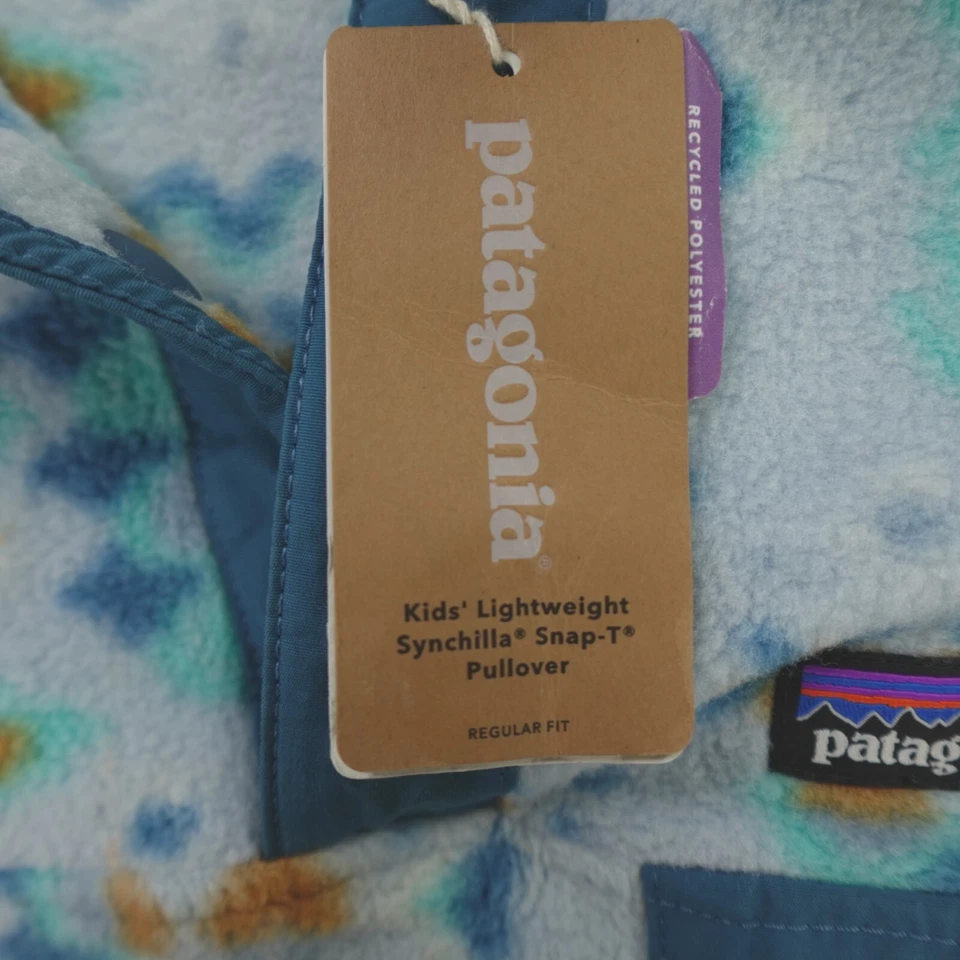 patagonia®
Kids' Lightweight
Synchilla® Snap-T®
Pullover
REGULAR FIT
RECYCLED POLYESTER
patag